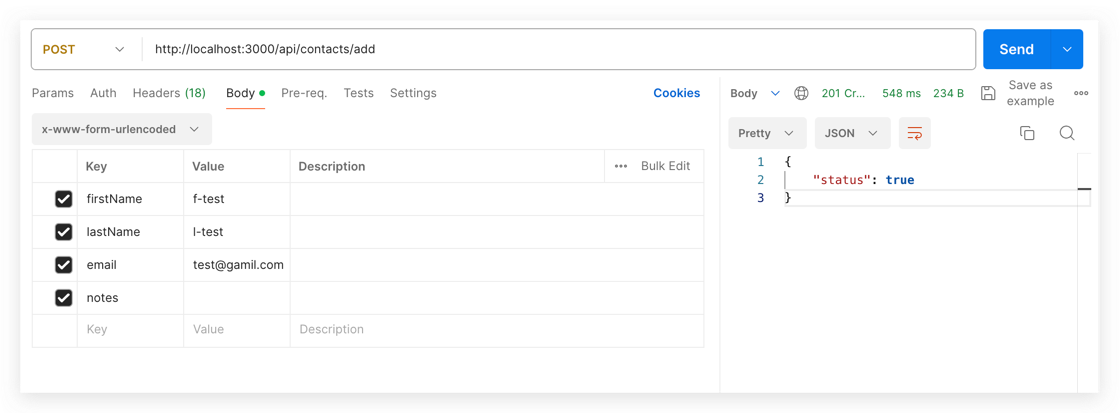 POST http://localhost:3000/api/contacts/add Send
Params Auth Headers (18) Body Pre-req. Tests Settings Cookies
x-www-form-urlencoded
Key Value Description ••• Bulk Edit
firstName f-test
lastName l-test
email test@gamil.com
notes
Key Value Description
Body 201 Cr... 548 ms 234 B Save as
example
Pretty JSON
1 {
2 "status": true
3 }